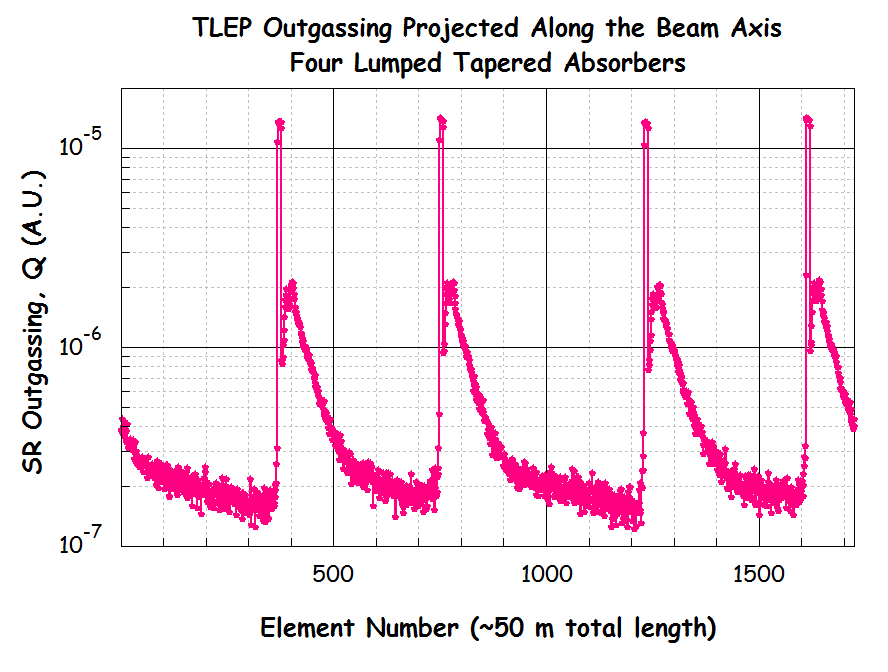 TLEP Outgassing Projected Along the Beam Axis
Four Lumped Tapered Absorbers
SR Outgassing, Q (A.U.)
10-5
10-6
10-7
500 1000 1500
Element Number (~50 m total length)